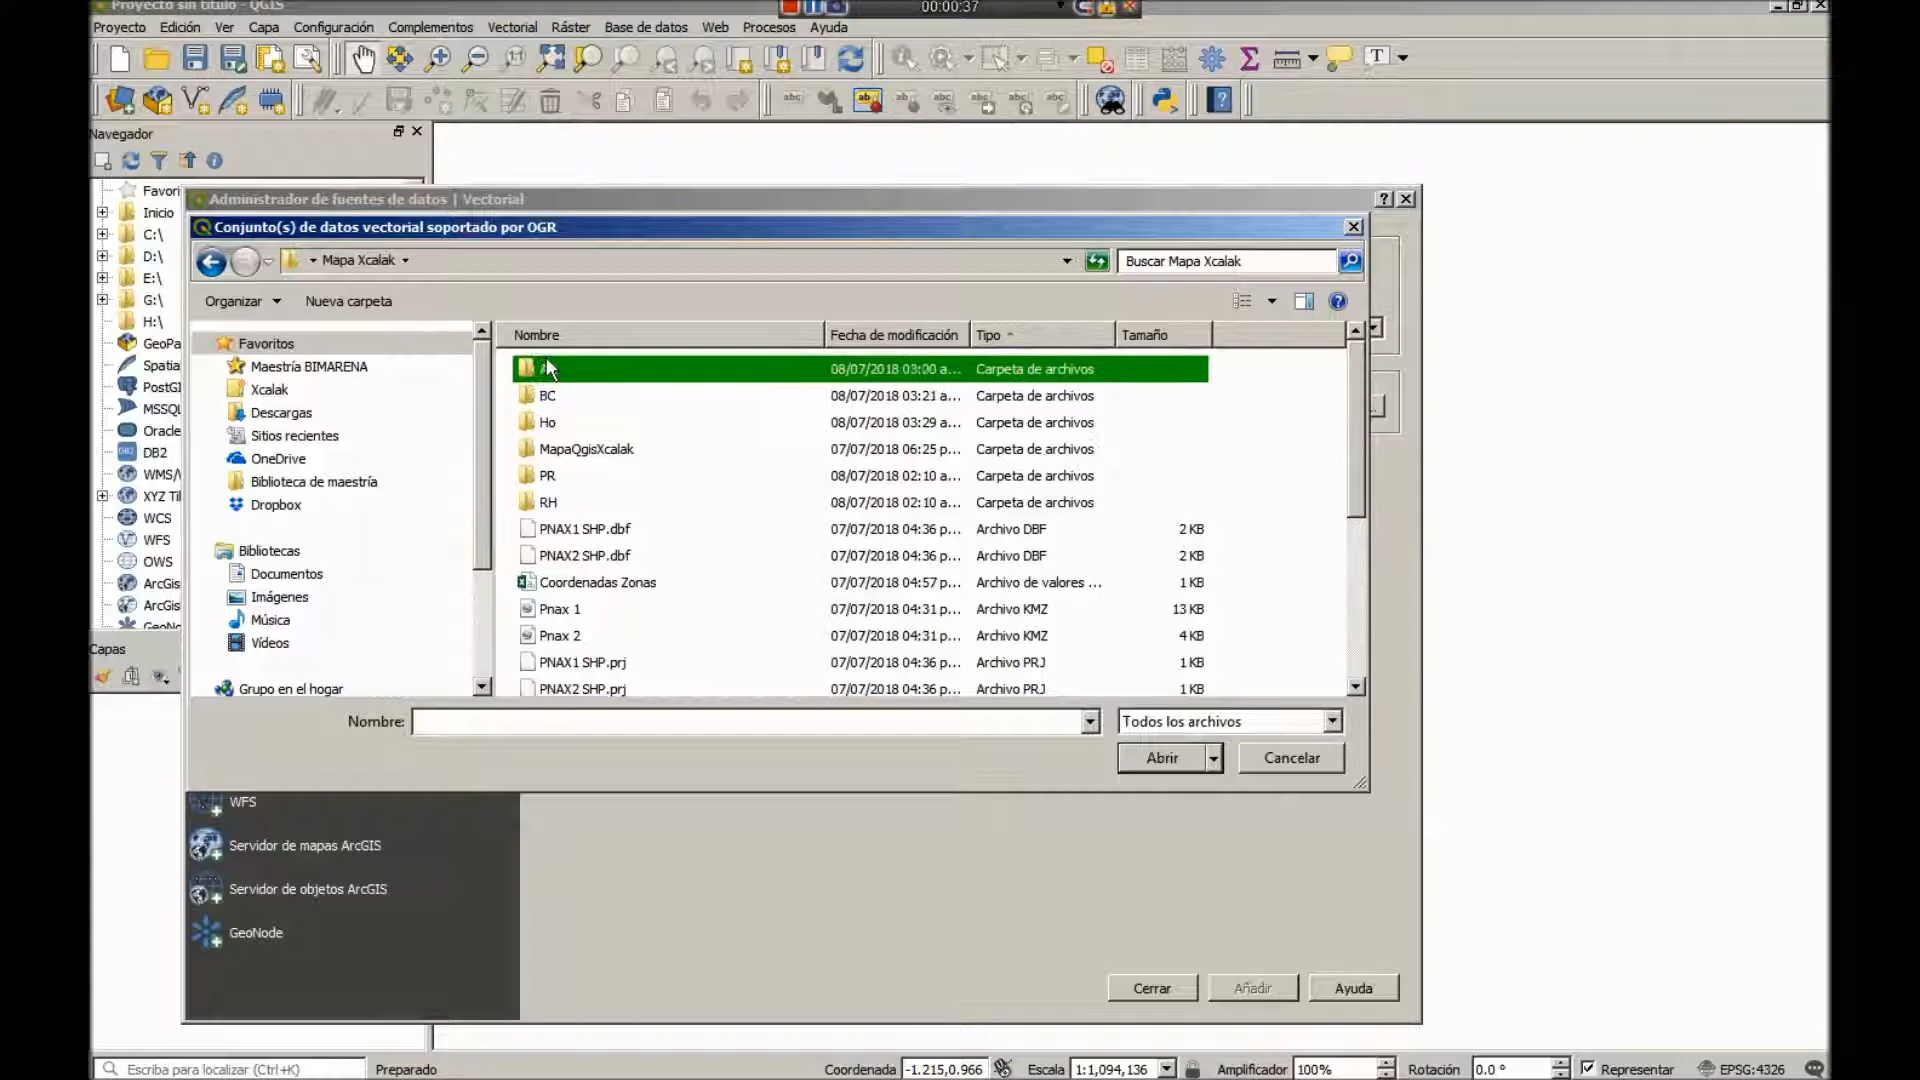 Proyecto sin título - QGIS
00:00:37
Proyecto Edición Ver Capa Configuración Complementos Vectorial Ráster Base de datos Web Procesos Ayuda
Navegador
Favori
Inicio
C:\
D:\
E:\
G:\
H:\
GeoPa
Spatia
PostGI
MSSQL
Oracle
DB2
WMS/
XYZ Til
WCS
WFS
OWS
ArcGis
ArcGis
GeoNo
Capas
Administrador de fuentes de datos | Vectorial
Conjunto(s) de datos vectorial soportado por OGR
Mapa Xcalak
Buscar Mapa Xcalak
Organizar Nueva carpeta
Favoritos
Maestría BIMARENA
Xcalak
Descargas
Sitios recientes
OneDrive
Biblioteca de maestría
Dropbox
Bibliotecas
Documentos
Imágenes
Música
Vídeos
Grupo en el hogar
Nombre Fecha de modificación Tipo Tamaño
08/07/2018 03:00 a... Carpeta de archivos
BC 08/07/2018 03:21 a... Carpeta de archivos
Ho 08/07/2018 03:29 a... Carpeta de archivos
MapaQgisXcalak 07/07/2018 06:25 p... Carpeta de archivos
PR 08/07/2018 02:10 a... Carpeta de archivos
RH 08/07/2018 02:10 a... Carpeta de archivos
PNAX1 SHP.dbf 07/07/2018 04:36 p... Archivo DBF 2 KB
PNAX2 SHP.dbf 07/07/2018 04:36 p... Archivo DBF 2 KB
Coordenadas Zonas 07/07/2018 04:57 p... Archivo de valores ... 1 KB
Pnax 1 07/07/2018 04:31 p... Archivo KMZ 13 KB
Pnax 2 07/07/2018 04:31 p... Archivo KMZ 4 KB
PNAX1 SHP.prj 07/07/2018 04:36 p... Archivo PRJ 1 KB
PNAX2 SHP.prj 07/07/2018 04:36 p... Archivo PRJ 1 KB
Nombre: Todos los archivos
Abrir Cancelar
WFS
Servidor de mapas ArcGIS
Servidor de objetos ArcGIS
GeoNode
Cerrar Añadir Ayuda
Escriba para localizar (Ctrl+K) Preparado Coordenada -1.215,0.966 Escala 1:1,094,136 Amplificador 100% Rotación 0.0 ° Representar EPSG:4326